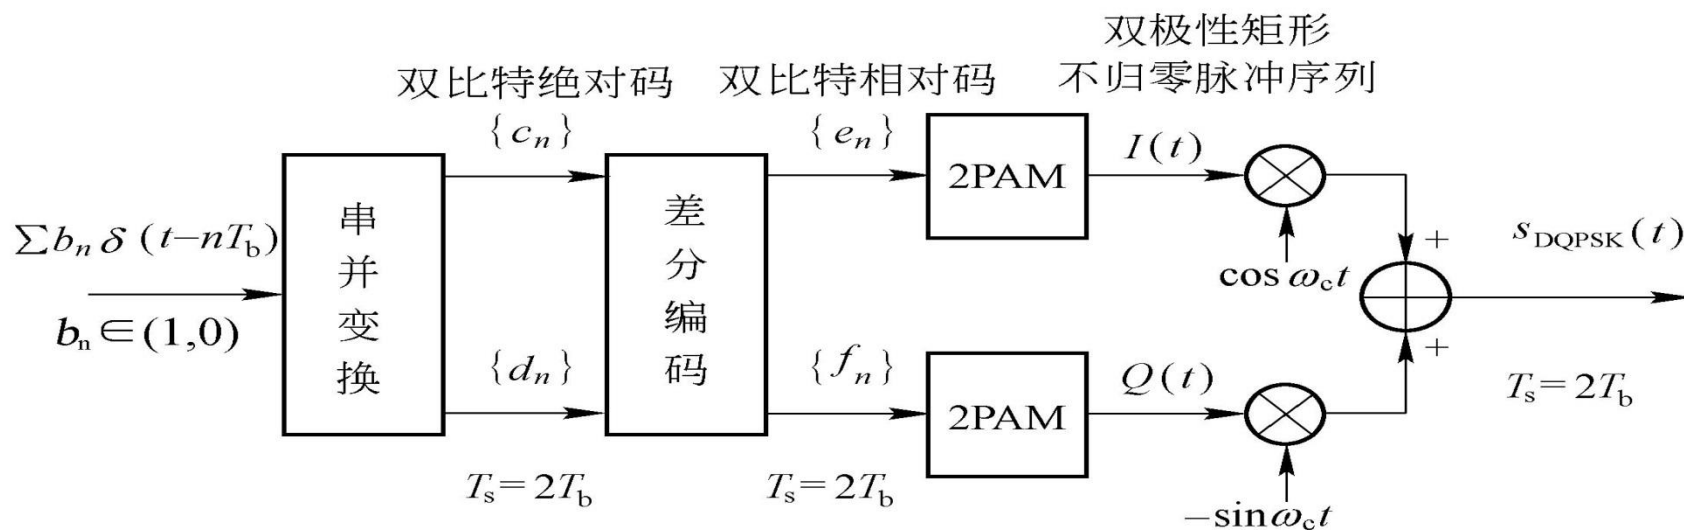 双极性矩形
双比特绝对码 双比特相对码 不归零脉冲序列
{cₙ} {eₙ} I(t)
2PAM
∑bₙδ(t−nT_b)
bₙ∈(1,0)
串并变换
差分编码
cos ω_c t
+
s_DQPSK(t)
+
{dₙ} {fₙ} Q(t)
2PAM
T_s=2T_b
T_s=2T_b T_s=2T_b
−sin ω_c t